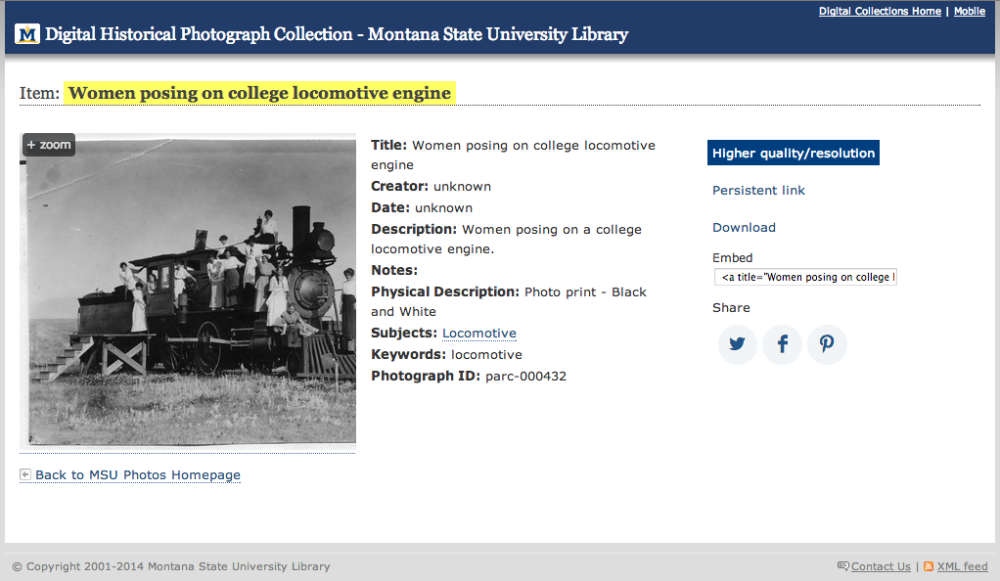 Digital Collections Home | Mobile
M Digital Historical Photograph Collection - Montana State University Library
Item: Women posing on college locomotive engine
+ zoom
Title: Women posing on college locomotive
engine
Creator: unknown
Date: unknown
Description: Women posing on a college
locomotive engine.
Notes:
Physical Description: Photo print - Black
and White
Subjects: Locomotive
Keywords: locomotive
Photograph ID: parc-000432
Higher quality/resolution
Persistent link
Download
Embed
<a title="Women posing on college l
Share
Back to MSU Photos Homepage
© Copyright 2001-2014 Montana State University Library
Contact Us | XML feed